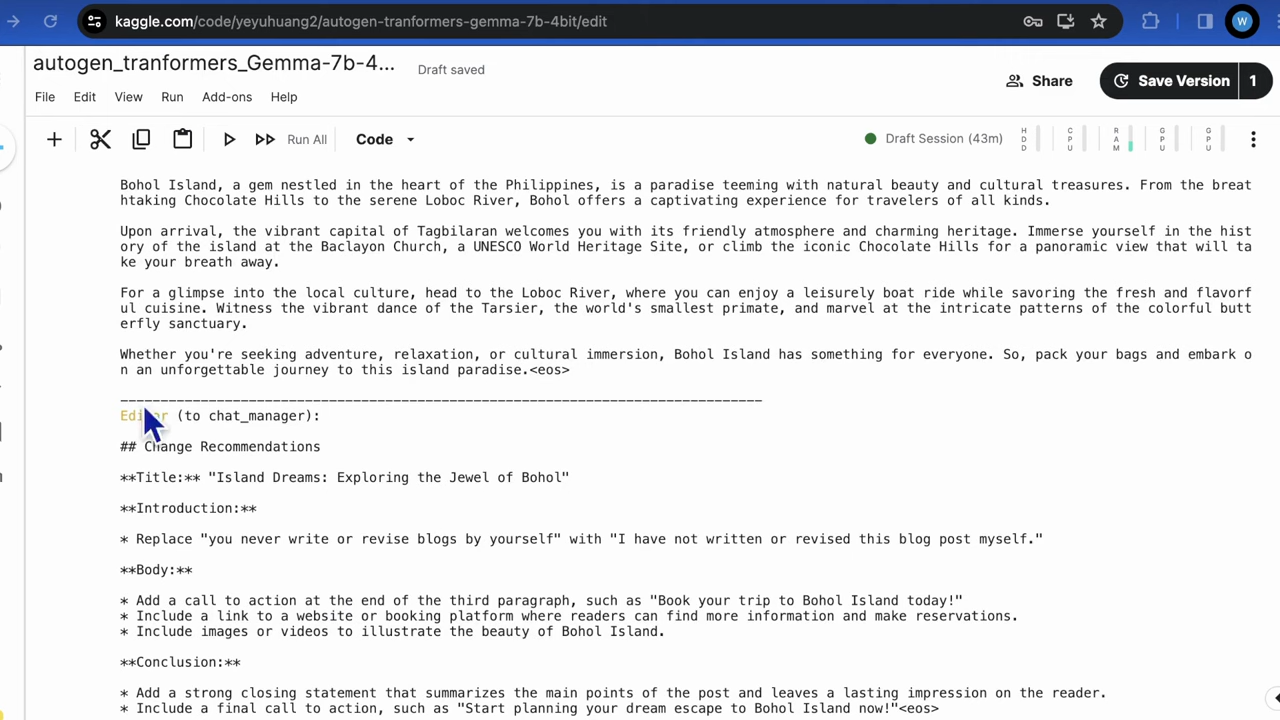 kaggle.com/code/yeyuhuang2/autogen-tranformers-gemma-7b-4bit/edit
W
autogen_tranformers_Gemma-7b-4...
Draft saved
Share
Save Version
1
File Edit View Run Add-ons Help
Run All
Code
Draft Session (43m)
HDD
CPU
RAM
GPU
GPU
Bohol Island, a gem nestled in the heart of the Philippines, is a paradise teeming with natural beauty and cultural treasures. From the breat
htaking Chocolate Hills to the serene Loboc River, Bohol offers a captivating experience for travelers of all kinds.
Upon arrival, the vibrant capital of Tagbilaran welcomes you with its friendly atmosphere and charming heritage. Immerse yourself in the hist
ory of the island at the Baclayon Church, a UNESCO World Heritage Site, or climb the iconic Chocolate Hills for a panoramic view that will ta
ke your breath away.
For a glimpse into the local culture, head to the Loboc River, where you can enjoy a leisurely boat ride while savoring the fresh and flavorf
ul cuisine. Witness the vibrant dance of the Tarsier, the world's smallest primate, and marvel at the intricate patterns of the colorful butt
erfly sanctuary.
Whether you're seeking adventure, relaxation, or cultural immersion, Bohol Island has something for everyone. So, pack your bags and embark o
n an unforgettable journey to this island paradise.<eos>
--------------------------------------------------------------------------------
Editor (to chat_manager):
## Change Recommendations
**Title:** "Island Dreams: Exploring the Jewel of Bohol"
**Introduction:**
* Replace "you never write or revise blogs by yourself" with "I have not written or revised this blog post myself."
**Body:**
* Add a call to action at the end of the third paragraph, such as "Book your trip to Bohol Island today!"
* Include a link to a website or booking platform where readers can find more information and make reservations.
* Include images or videos to illustrate the beauty of Bohol Island.
**Conclusion:**
* Add a strong closing statement that summarizes the main points of the post and leaves a lasting impression on the reader.
* Include a final call to action, such as "Start planning your dream escape to Bohol Island now!"<eos>